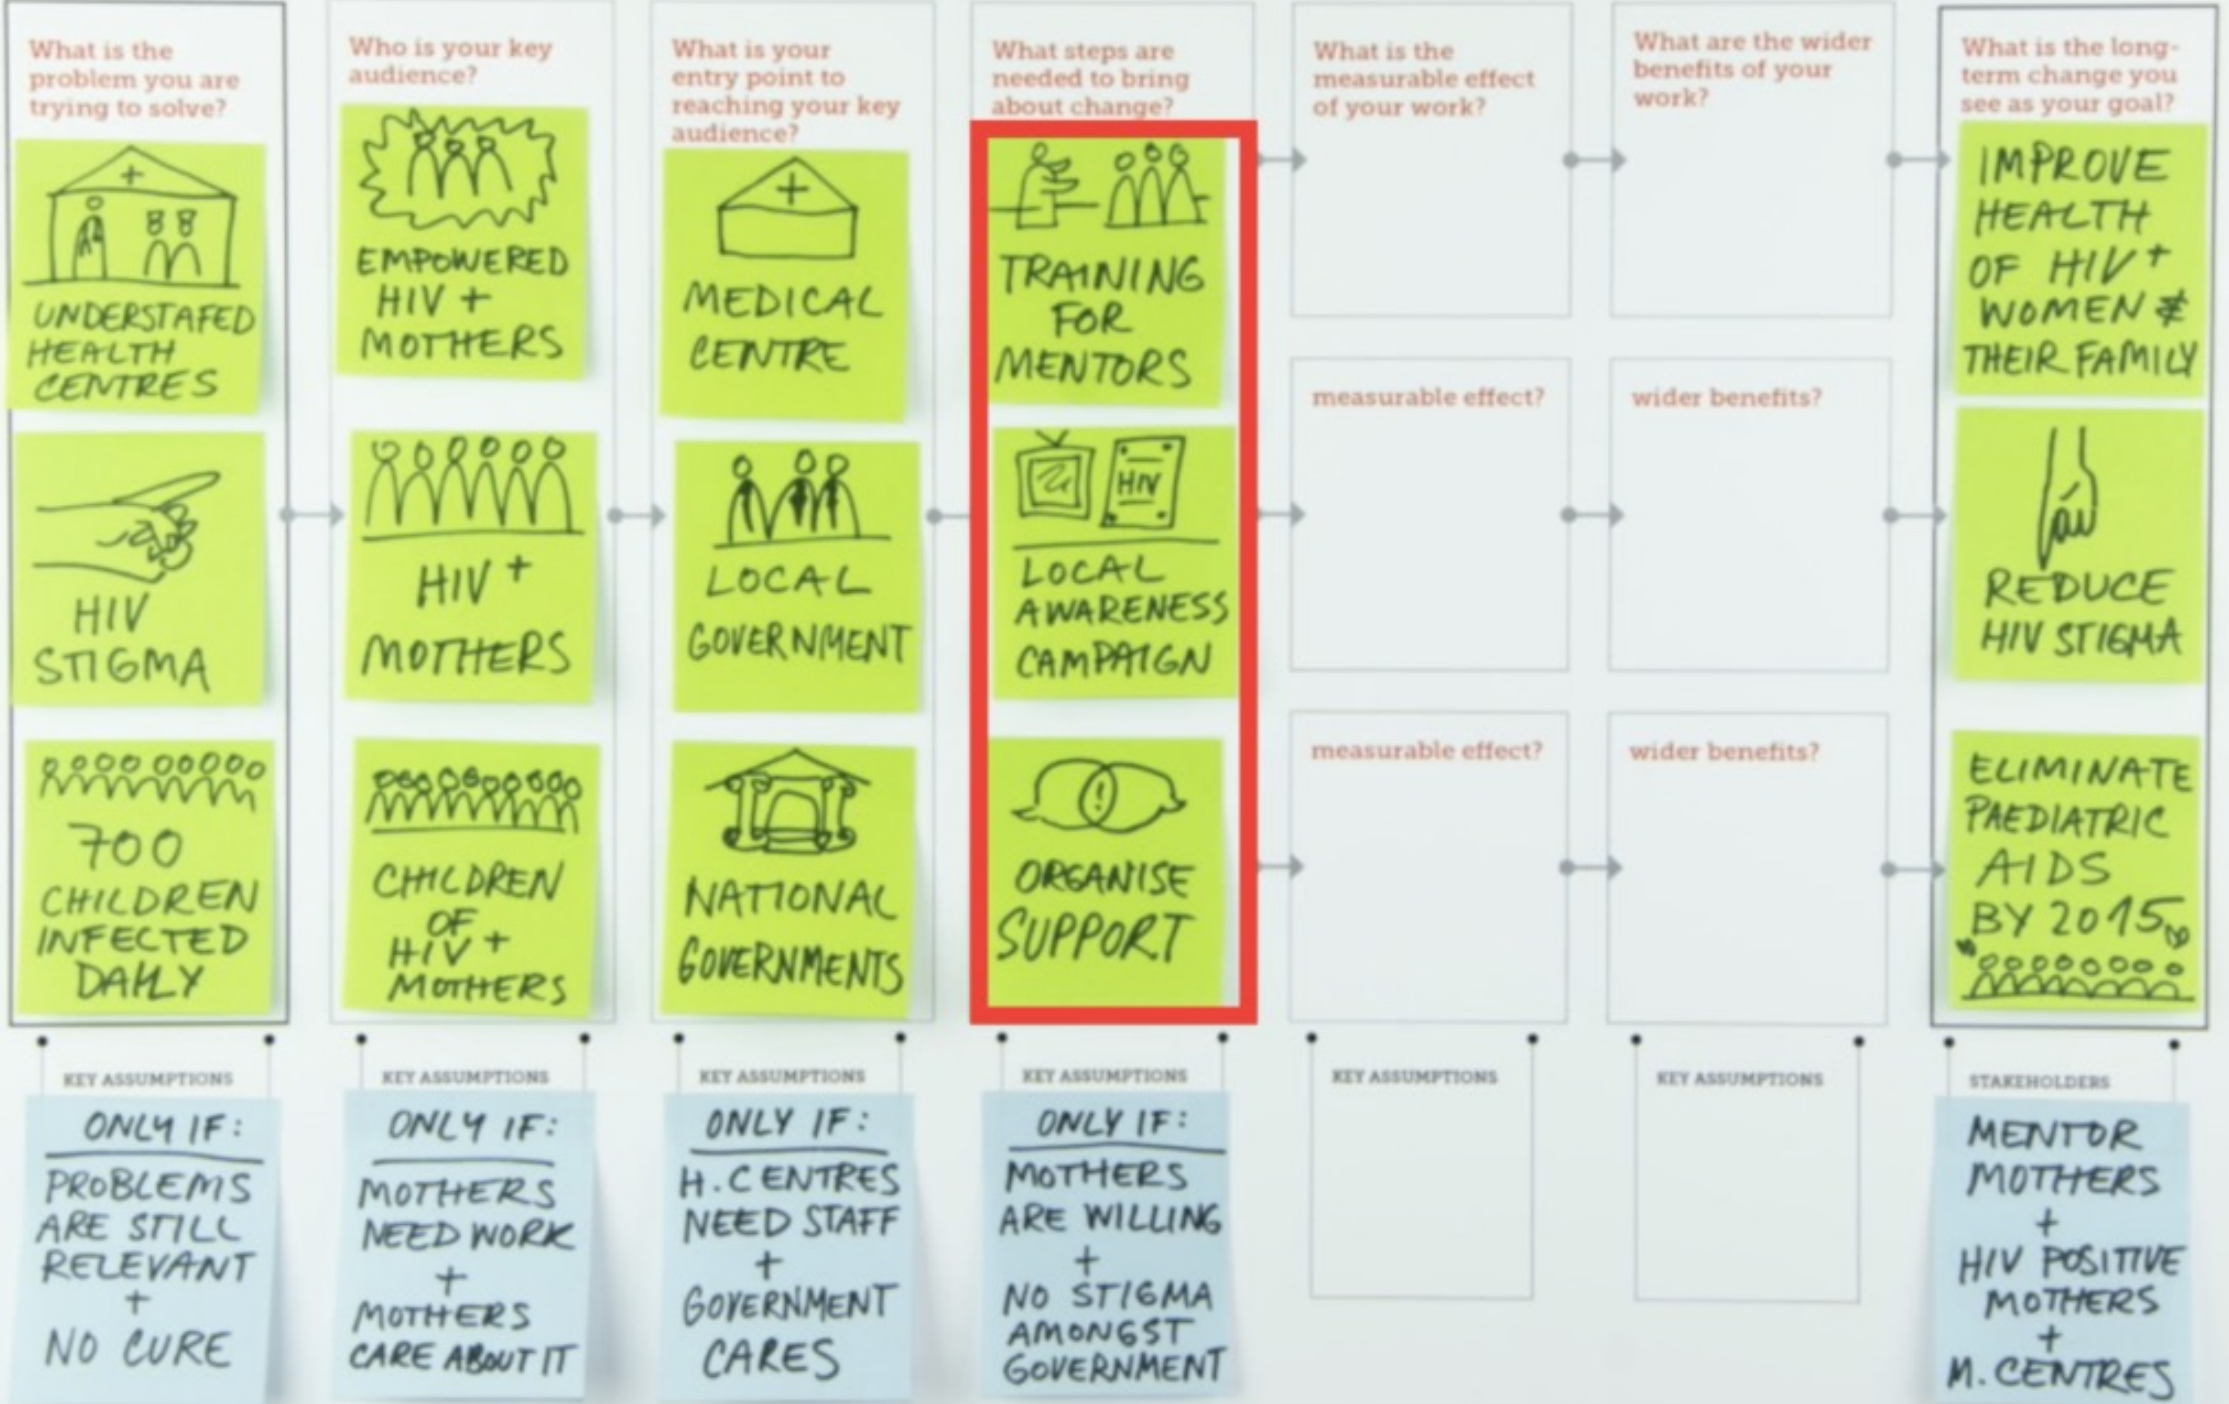 What is the
problem you are
trying to solve?
UNDERSTAFED
HEALTH
CENTRES
HIV
STIGMA
700
CHILDREN
INFECTED
DAILY
KEY ASSUMPTIONS
ONLY IF:
PROBLEMS
ARE STILL
RELEVANT
+
NO CURE
Who is your key
audience?
EMPOWERED
HIV +
MOTHERS
HIV +
MOTHERS
CHILDREN
OF
HIV +
MOTHERS
KEY ASSUMPTIONS
ONLY IF:
MOTHERS
NEED WORK
+
MOTHERS
CARE ABOUT IT
What is your
entry point to
reaching your key
audience?
MEDICAL
CENTRE
LOCAL
GOVERNMENT
NATIONAL
GOVERNMENTS
KEY ASSUMPTIONS
ONLY IF:
H. CENTRES
NEED STAFF
+
GOVERNMENT
CARES
What steps are
needed to bring
about change?
TRAINING
FOR
MENTORS
HIV
LOCAL
AWARENESS
CAMPAIGN
!
ORGANISE
SUPPORT
KEY ASSUMPTIONS
ONLY IF:
MOTHERS
ARE WILLING
+
NO STIGMA
AMONGST
GOVERNMENT
What is the
measurable effect
of your work?
measurable effect?
measurable effect?
KEY ASSUMPTIONS
What are the wider
benefits of your
work?
wider benefits?
wider benefits?
KEY ASSUMPTIONS
What is the long-
term change you
see as your goal?
IMPROVE
HEALTH
OF HIV +
WOMEN &
THEIR FAMILY
REDUCE
HIV STIGMA
ELIMINATE
PAEDIATRIC
AIDS
BY 2015
STAKEHOLDERS
MENTOR
MOTHERS
+
HIV POSITIVE
MOTHERS
+
M. CENTRES